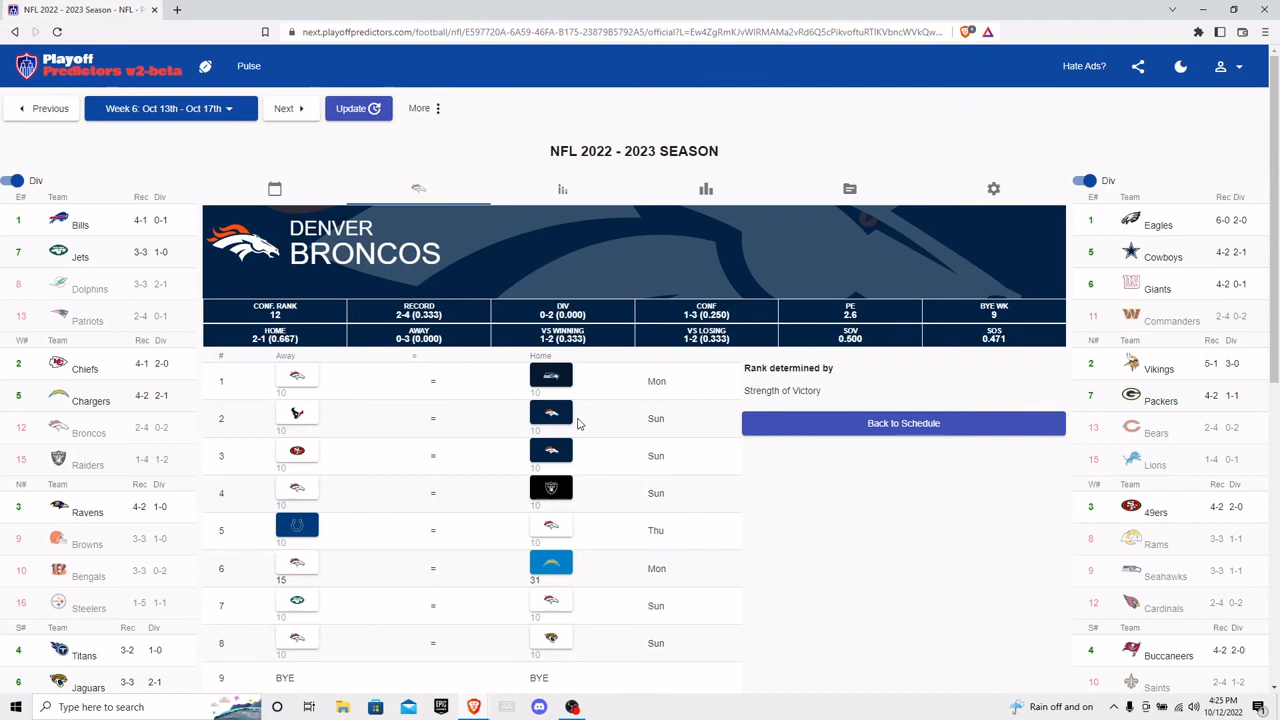 NFL 2022 - 2023 Season - P
next.playoffpredictors.com/football/nfl/E597720A-6A59-46FA-B175-23879B5792A5/official?L=Ew4ZgRmKJvWIRMAMa2vRd6Q5cPikvoftuRTlKVbncWVKQw...
Playoff
Predictors v2-beta
Pulse
Hate Ads?
Previous
Week 6: Oct 13th - Oct 17th
Next
Update
More
NFL 2022 - 2023 SEASON
Div
E# Team Rec Div
1 Bills 4-1 0-1
7 Jets 3-3 1-0
8 Dolphins 3-3 2-1
13 Patriots 2-4 0-1
W# Team Rec Div
2 Chiefs 4-1 2-0
5 Chargers 4-2 2-1
12 Broncos 2-4 0-2
15 Raiders 1-4 1-2
N# Team Rec Div
3 Ravens 4-2 1-0
9 Browns 3-3 1-0
10 Bengals 3-3 0-2
16 Steelers 1-5 1-1
S# Team Rec Div
4 Titans 3-2 1-0
6 Jaguars 3-3 2-1
DENVER
BRONCOS
CONF. RANK RECORD DIV CONF PE BYE WK
12 2-4 (0.333) 0-2 (0.000) 1-3 (0.250) 2.6 9
HOME AWAY VS WINNING VS LOSING SOV SOS
2-1 (0.667) 0-3 (0.000) 1-2 (0.333) 1-2 (0.333) 0.500 0.471
# Away = Home
1 = Mon
10 10
2 = Sun
10 10
3 = Sun
10 10
4 = Sun
10 10
5 = Thu
10 10
6 = Mon
15 31
7 = Sun
10 10
8 = Sun
10 10
9 BYE BYE
Rank determined by
Strength of Victory
Back to Schedule
Div
E# Team Rec Div
1 Eagles 6-0 2-0
5 Cowboys 4-2 2-1
6 Giants 4-2 0-1
11 Commanders 2-4 0-2
N# Team Rec Div
2 Vikings 5-1 3-0
7 Packers 4-2 1-1
13 Bears 2-4 0-2
15 Lions 1-4 0-1
W# Team Rec Div
3 49ers 4-2 2-0
8 Rams 3-3 1-1
9 Seahawks 3-3 1-1
12 Cardinals 2-4 0-2
S# Team Rec Div
4 Buccaneers 4-2 2-0
10 Saints 2-4 1-2
Type here to search
EPIC
Rain off and on
4:25 PM
10/12/2022